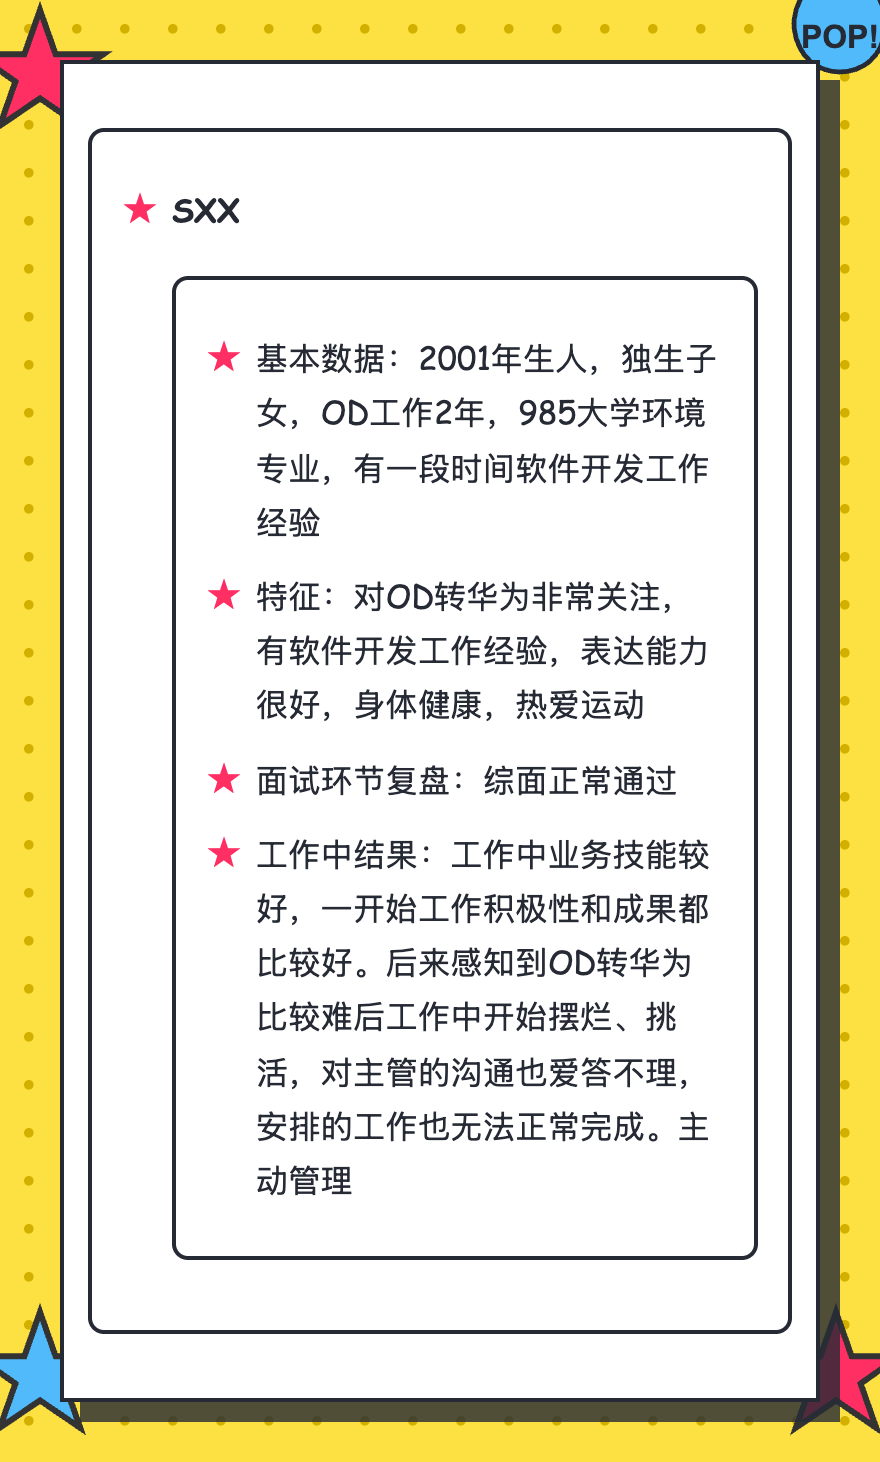 POP!
SXX
基本数据：2001年生人，独生子
女，OD工作2年，985大学环境
专业，有一段时间软件开发工作
经验
特征：对OD转华为非常关注，
有软件开发工作经验，表达能力
很好，身体健康，热爱运动
面试环节复盘：综面正常通过
工作中结果：工作中业务技能较
好，一开始工作积极性和成果都
比较好。后来感知到OD转华为
比较难后工作中开始摆烂、挑
活，对主管的沟通也爱答不理，
安排的工作也无法正常完成。主
动管理